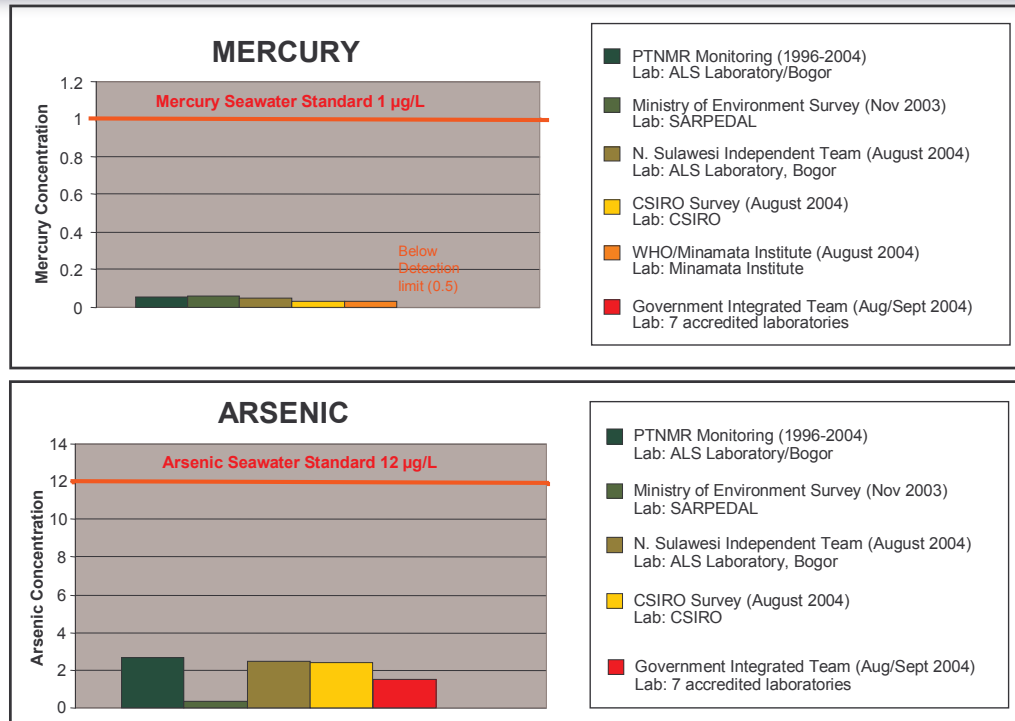 MERCURY
Mercury Concentration
1.2
1
0.8
0.6
0.4
0.2
0
Mercury Seawater Standard 1 µg/L
Below
Detection
limit (0.5)
PTNMR Monitoring (1996-2004)
Lab: ALS Laboratory/Bogor
Ministry of Environment Survey (Nov 2003)
Lab: SARPEDAL
N. Sulawesi Independent Team (August 2004)
Lab: ALS Laboratory, Bogor
CSIRO Survey (August 2004)
Lab: CSIRO
WHO/Minamata Institute (August 2004)
Lab: Minamata Institute
Government Integrated Team (Aug/Sept 2004)
Lab: 7 accredited laboratories
ARSENIC
Arsenic Concentration
14
12
10
8
6
4
2
0
Arsenic Seawater Standard 12 µg/L
PTNMR Monitoring (1996-2004)
Lab: ALS Laboratory/Bogor
Ministry of Environment Survey (Nov 2003)
Lab: SARPEDAL
N. Sulawesi Independent Team (August 2004)
Lab: ALS Laboratory, Bogor
CSIRO Survey (August 2004)
Lab: CSIRO
Government Integrated Team (Aug/Sept 2004)
Lab: 7 accredited laboratories